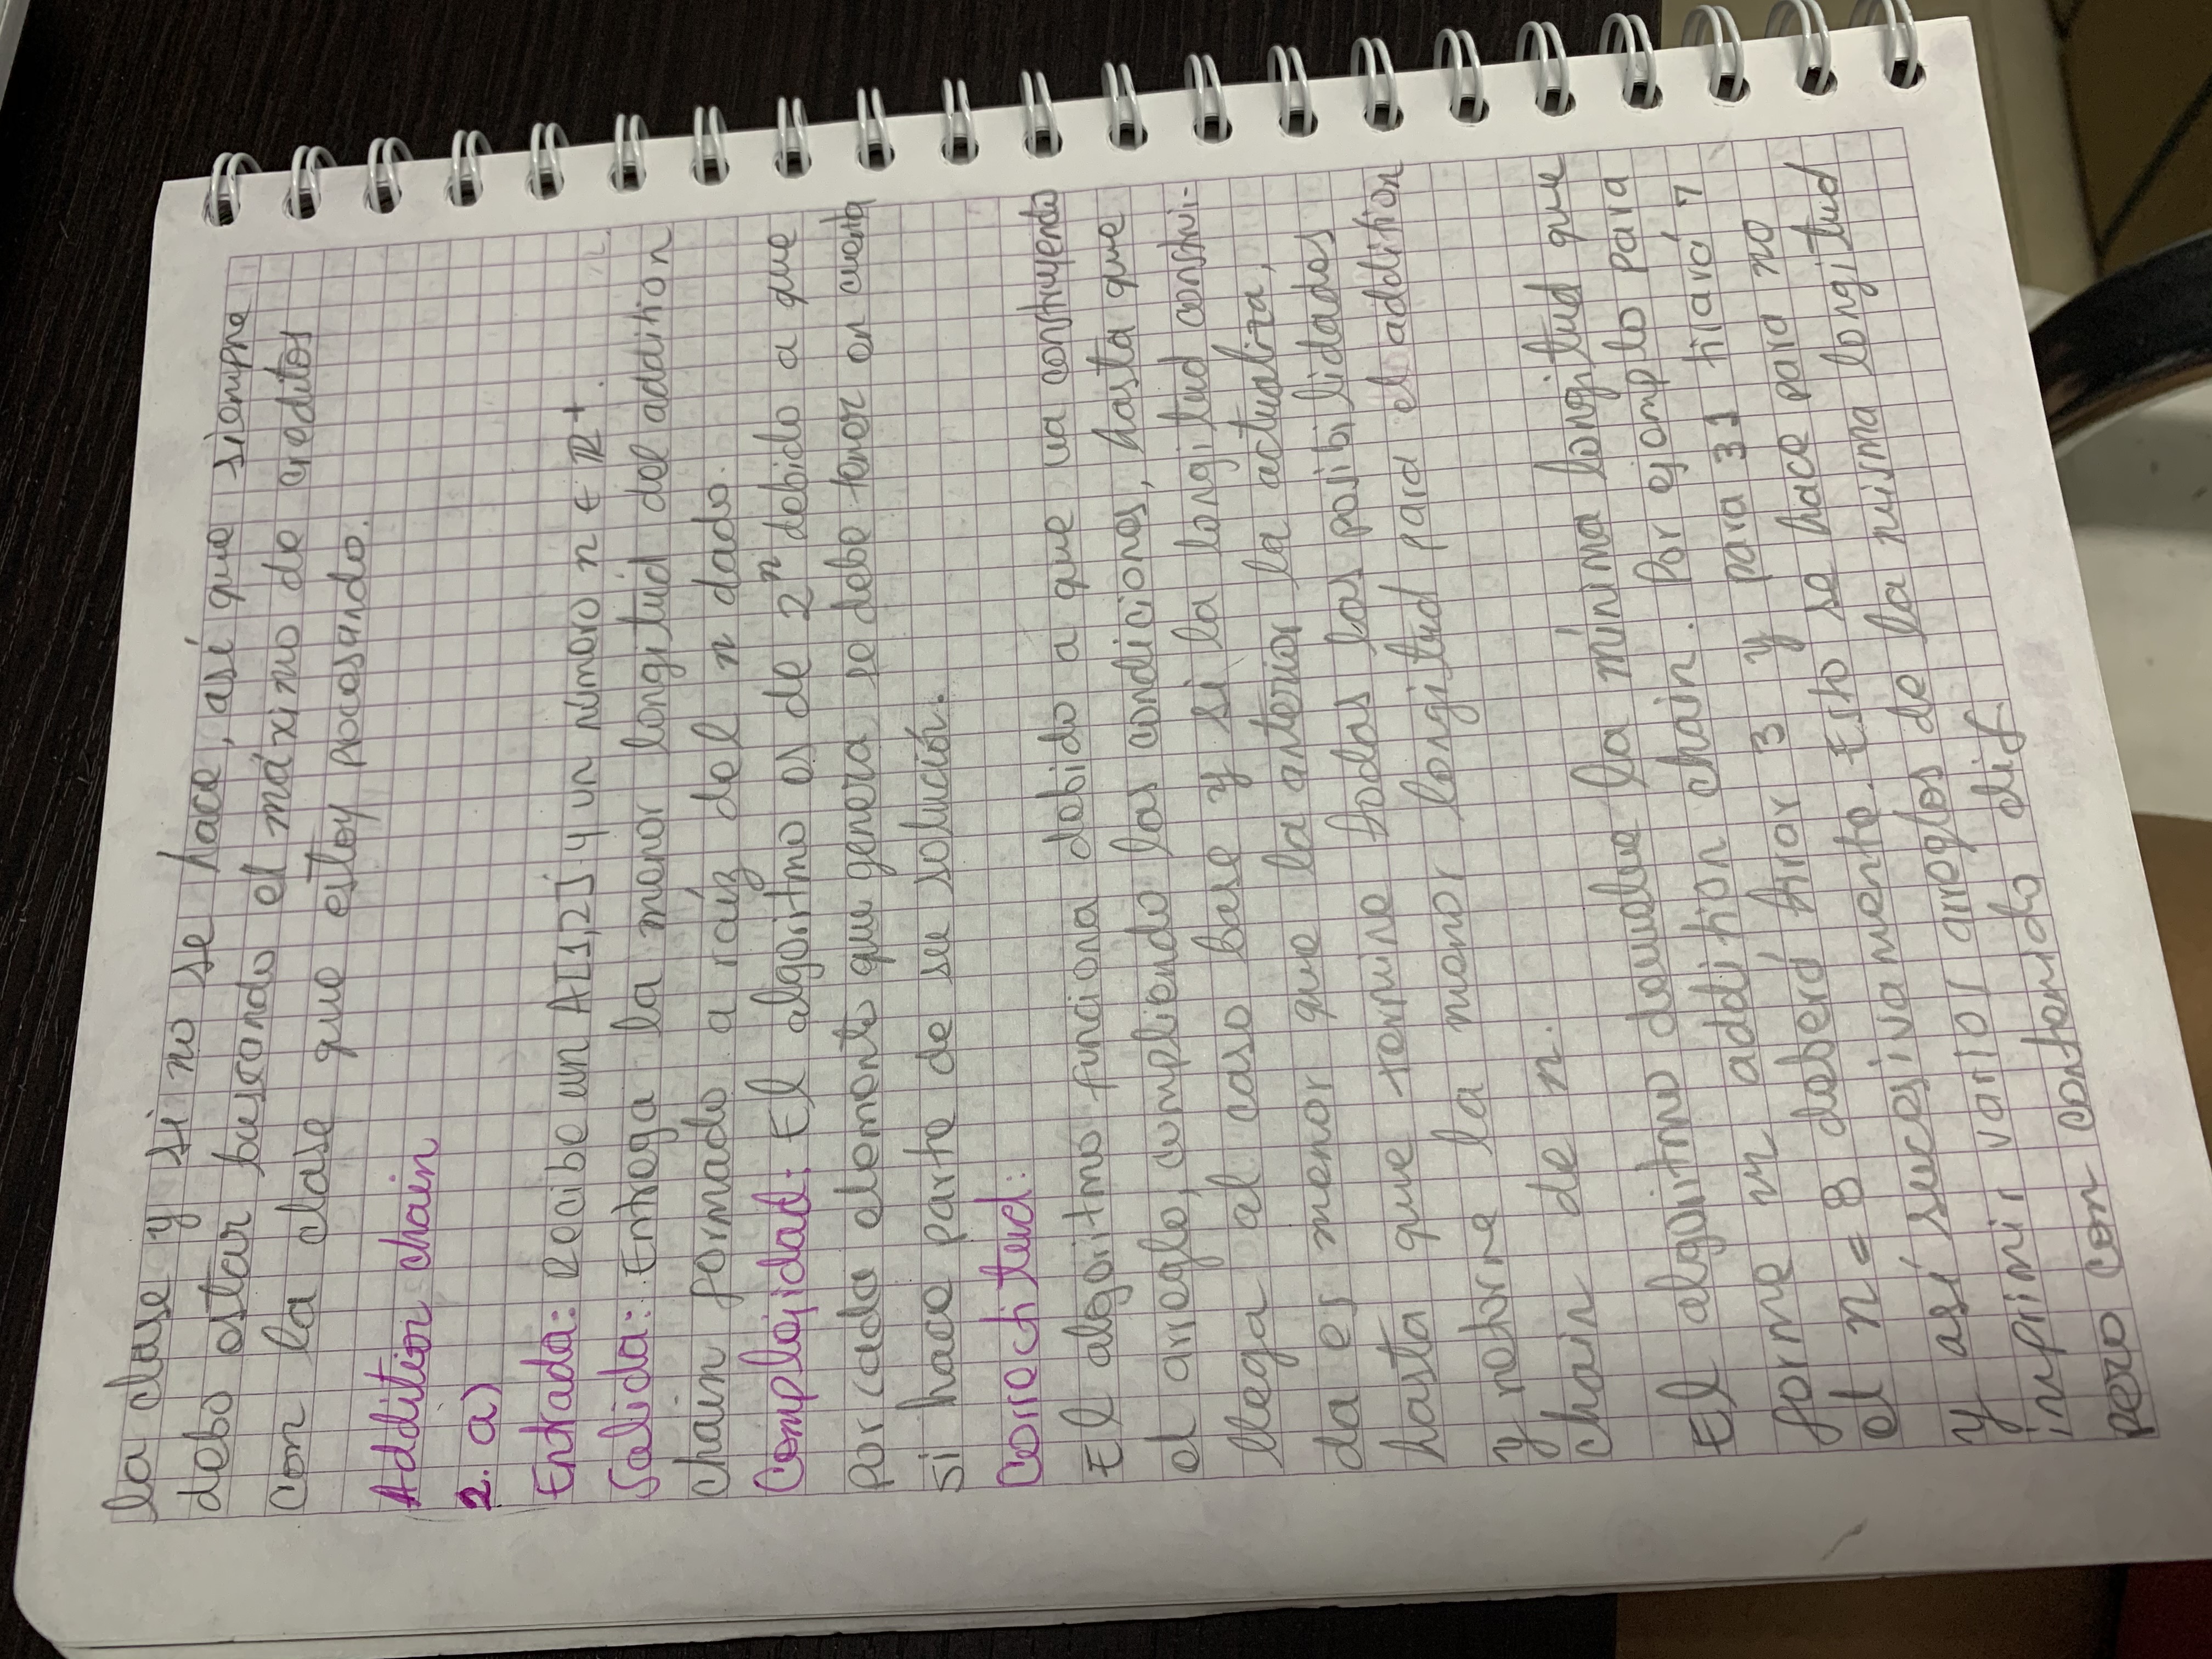 la clase y si no se hace, así que siempre
debo estar buscando el máximo de creditos
con la clase que estoy procesando.
Addition chain
2. a)
Entrada: Recibe un A[1,2] y un número n ∈ ℝ+.
Salida: Entrega la menor longitud del addition
chain formado a raíz del n dado.
Complejidad: El algoritmo es de 2^n debido a que
por cada elemento que genera se debe tener en cuenta
si hace parte de su solución.
Correctitud:
El algoritmo funciona debido a que va construyendo
el arreglo, cumpliendo las condiciones, hasta que
llega al caso base y si la longitud construi-
da es menor que la anterior la actualiza,
hasta que termine todas las posibilidades
y retorne la menor longitud para el addition
chain de n.
El algoritmo devuelve la mínima longitud que
forme un addition chain. Por ejemplo para
el n = 8 deberá tirar 3 y para 31 tirará 7
y así sucesivamente. Esto se hace para no
imprimir varios arreglos de la misma longitud
pero con contenido dif.